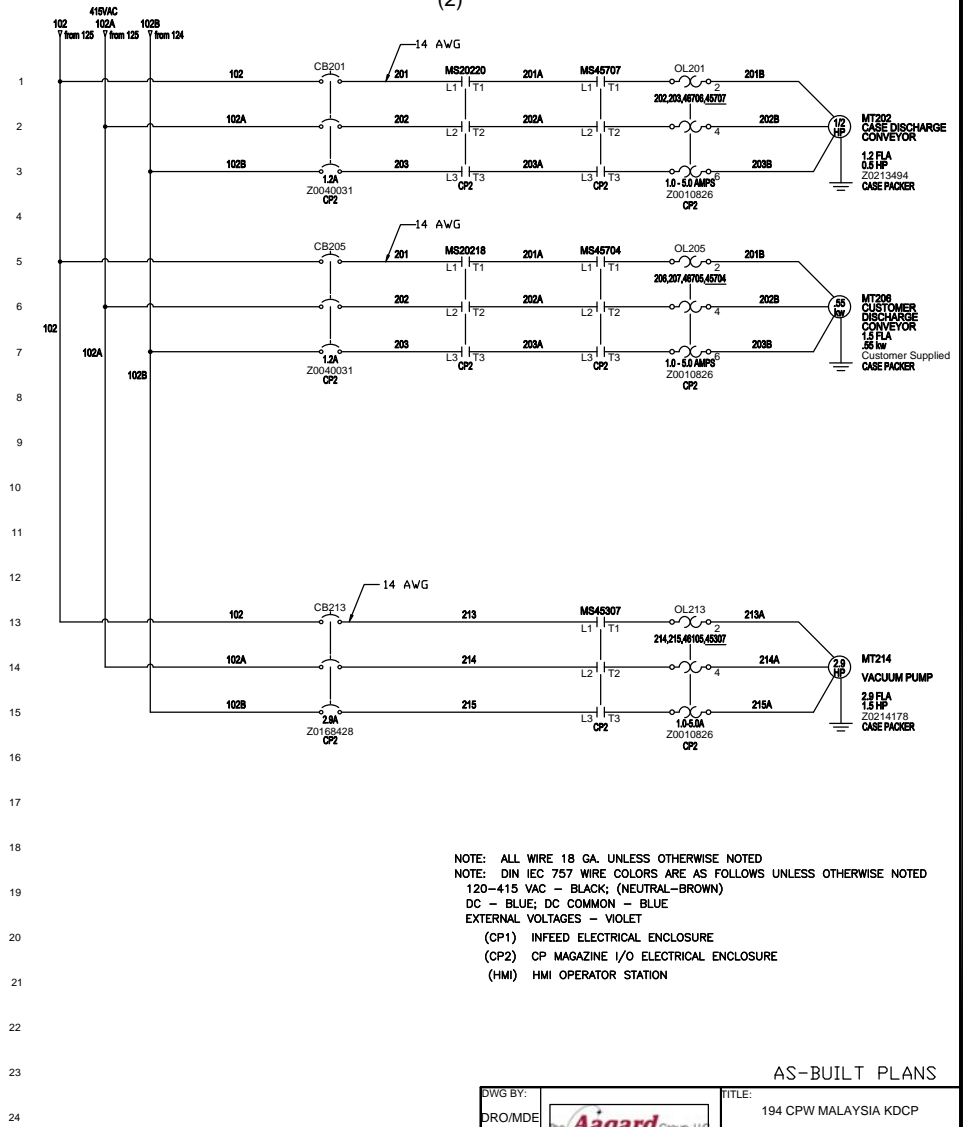 (2)
415VAC
102 102A 102B
from 125 from 125 from 124
14 AWG
1 102 CB201 201 MS20220 201A MS45707 OL201 201B
L1 T1 L1 T1 2
202,203,46706,45707
2 102A 202 202A 202B 1/2 HP MT202
CASE DISCHARGE
CONVEYOR
L2 T2 L2 T2 4
3 102B 203 203A 203B 1.2 FLA
0.5 HP
L3 T3 L3 T3 6
1.2A CP2 CP2 1.0 - 5.0 AMPS Z0213494
Z0040031 Z0010826 CASE PACKER
CP2 CP2
4
14 AWG
5 102 CB205 201 MS20218 201A MS45704 OL205 201B
L1 T1 L1 T1 2
206,207,46705,45704
6 102A 202 202A 202B .55 kw MT206
CUSTOMER
DISCHARGE
CONVEYOR
L2 T2 L2 T2 4
102
7 102A 102B 203 203A 203B 1.5 FLA
.55 kw
L3 T3 L3 T3 6
1.2A CP2 CP2 1.0 - 5.0 AMPS Customer Supplied
Z0040031 Z0010826 CASE PACKER
102B CP2 CP2
8
9
10
11
12
14 AWG
13 102 CB213 213 MS45307 OL213 213A
L1 T1 2
214,215,46105,45307
14 102A 214 214A 2.9 HP MT214
L2 T2 4
VACUUM PUMP
15 102B 215 215A 2.9 FLA
1.5 HP
L3 T3 6
2.9A CP2 1.0-5.0A Z0214178
Z0168428 Z0010826 CASE PACKER
CP2 CP2
16
17
18
NOTE: ALL WIRE 18 GA. UNLESS OTHERWISE NOTED
NOTE: DIN IEC 757 WIRE COLORS ARE AS FOLLOWS UNLESS OTHERWISE NOTED
19 120-415 VAC - BLACK; (NEUTRAL-BROWN)
DC - BLUE; DC COMMON - BLUE
EXTERNAL VOLTAGES - VIOLET
20 (CP1) INFEED ELECTRICAL ENCLOSURE
(CP2) CP MAGAZINE I/O ELECTRICAL ENCLOSURE
21 (HMI) HMI OPERATOR STATION
22
23 AS-BUILT PLANS
DWG BY: TITLE:
24 DRO/MDE Aagard 194 CPW MALAYSIA KDCP